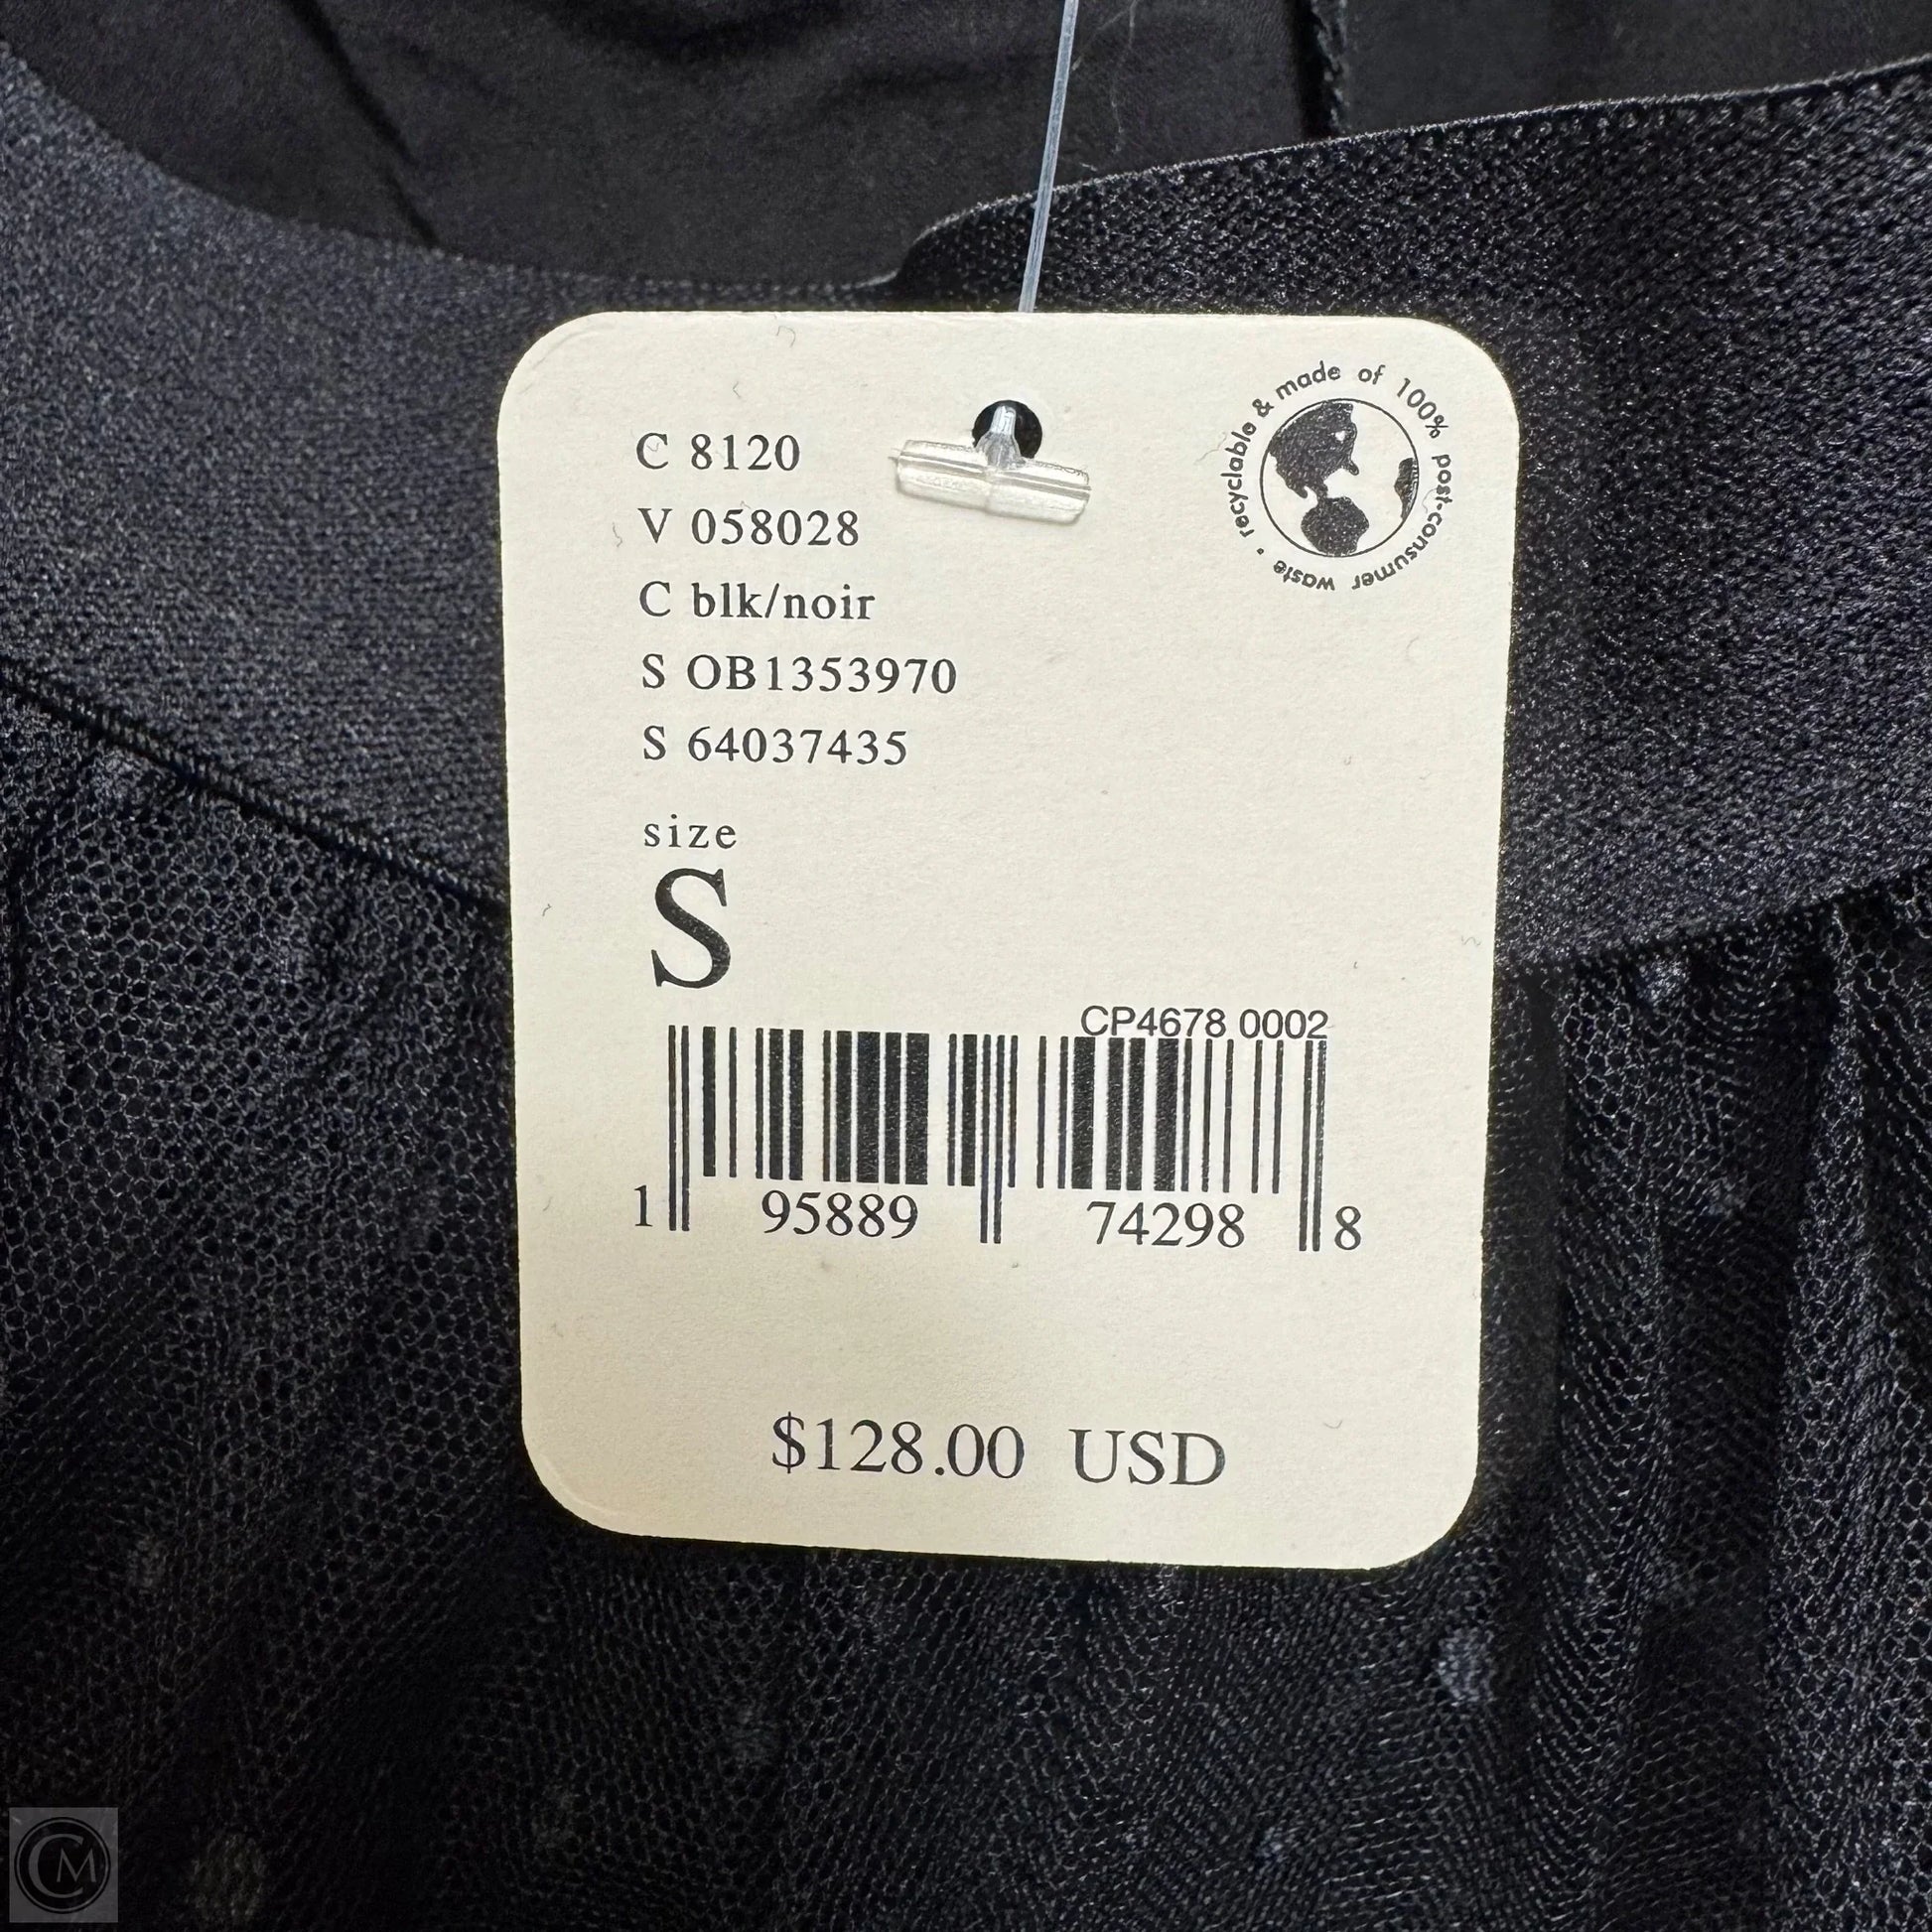 C 8120
V 058028
C blk/noir
S OB1353970
S 64037435
recyclable & made of 100% post-consumer waste •
size
S
CP4678 0002
1 95889 74298 8
$128.00 USD
CM